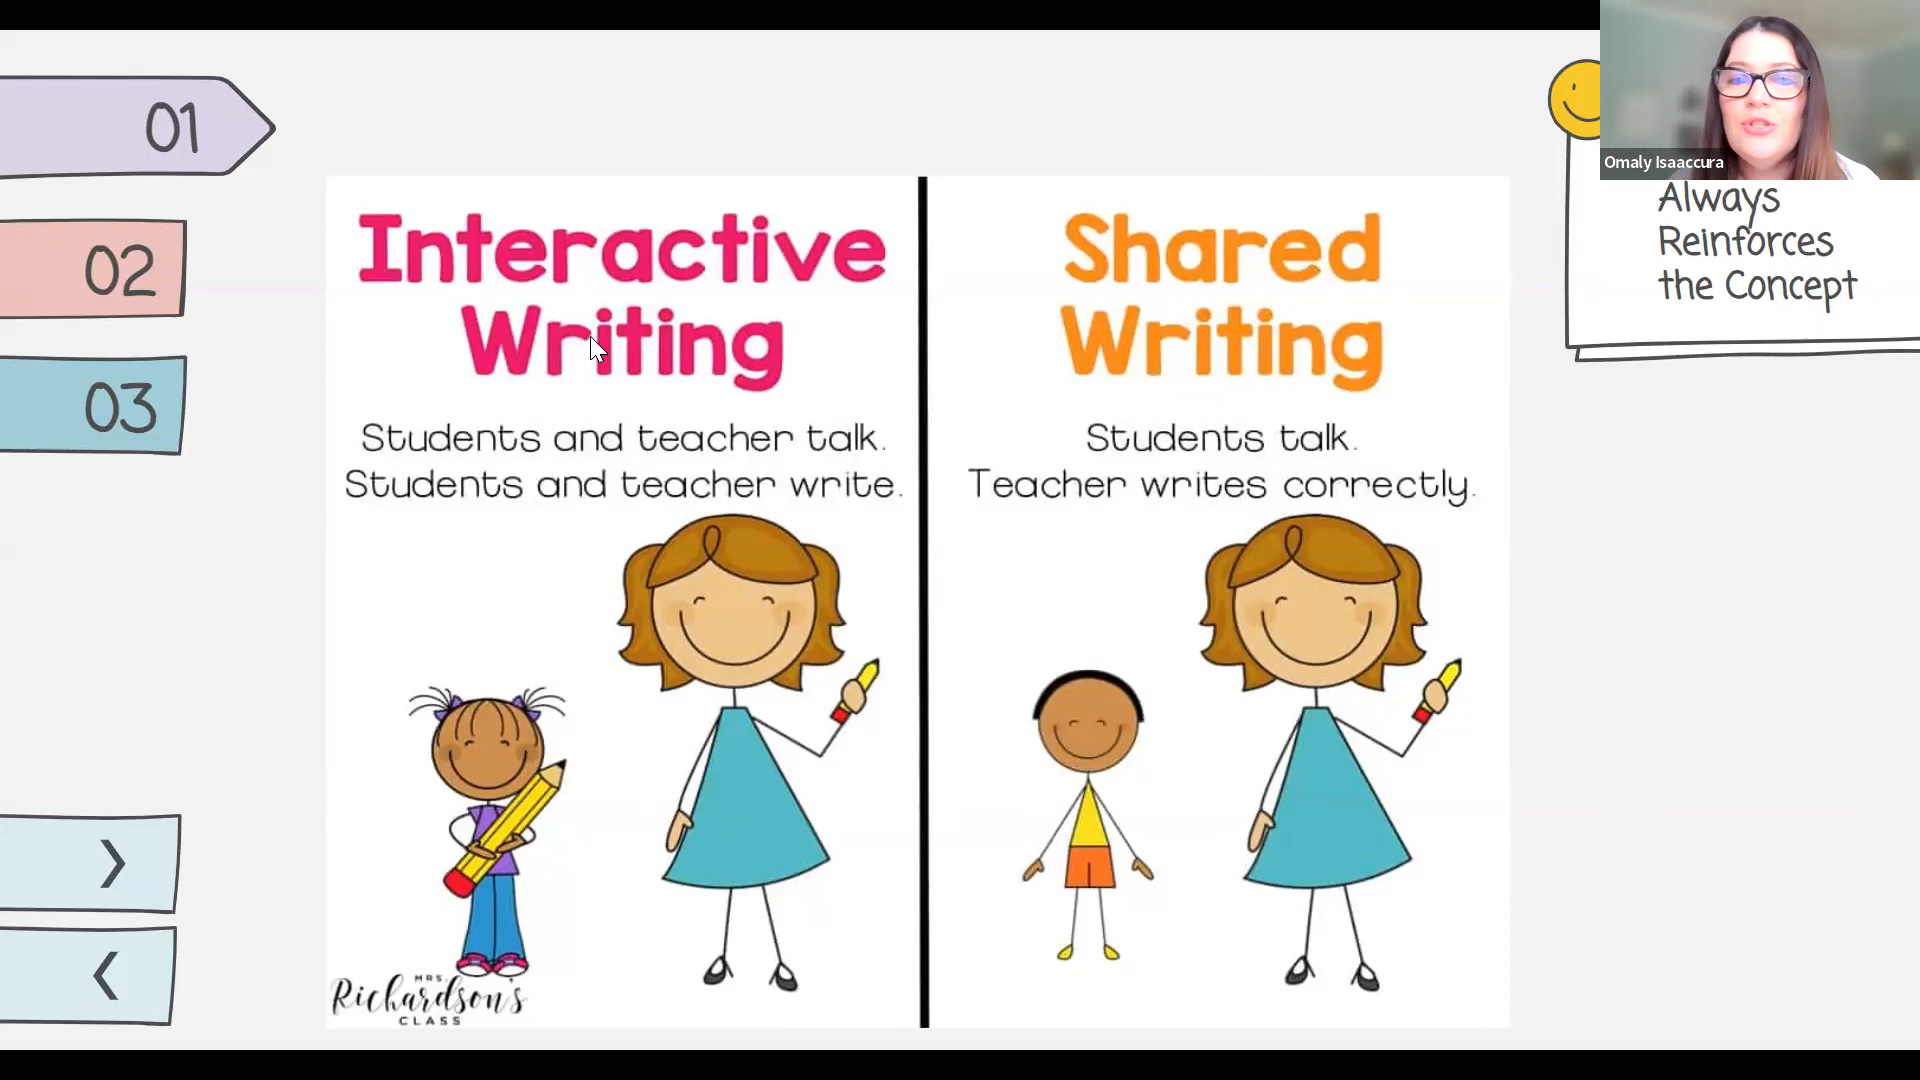 01
02
03
Interactive
Writing
Students and teacher talk.
Students and teacher write.
MRS.
Richardson's
CLASS
Shared
Writing
Students talk.
Teacher writes correctly.
Omaly Isaaccura
Always
Reinforces
the Concept